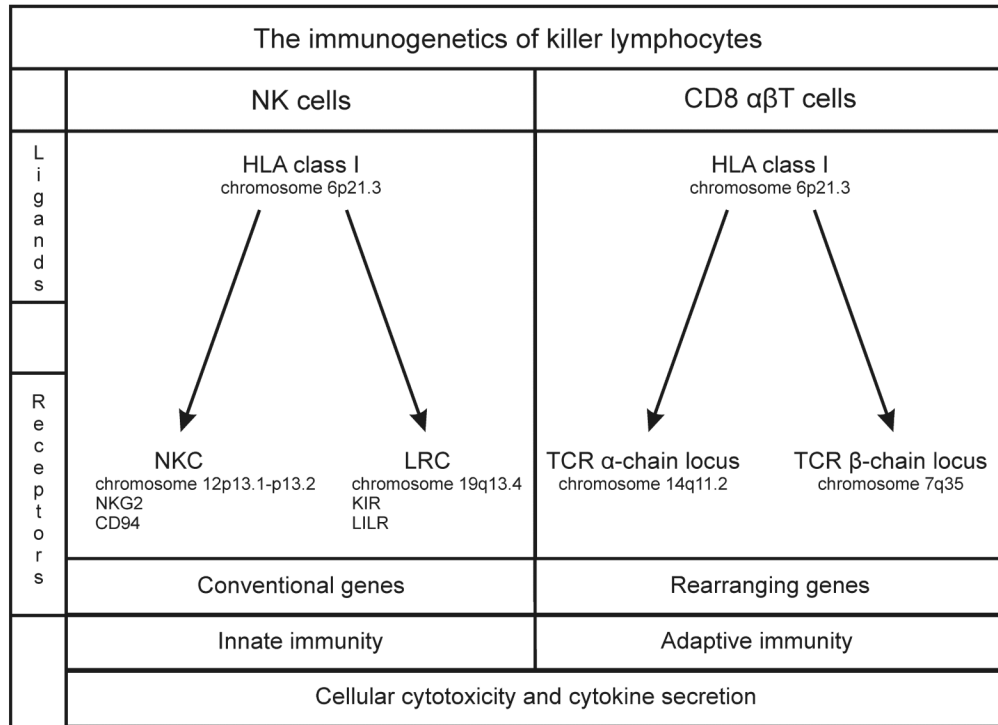 The immunogenetics of killer lymphocytes
NK cells
CD8 αβT cells
Ligands
HLA class I
chromosome 6p21.3
HLA class I
chromosome 6p21.3
Receptors
NKC
chromosome 12p13.1-p13.2
NKG2
CD94
LRC
chromosome 19q13.4
KIR
LILR
TCR α-chain locus
chromosome 14q11.2
TCR β-chain locus
chromosome 7q35
Conventional genes
Rearranging genes
Innate immunity
Adaptive immunity
Cellular cytotoxicity and cytokine secretion